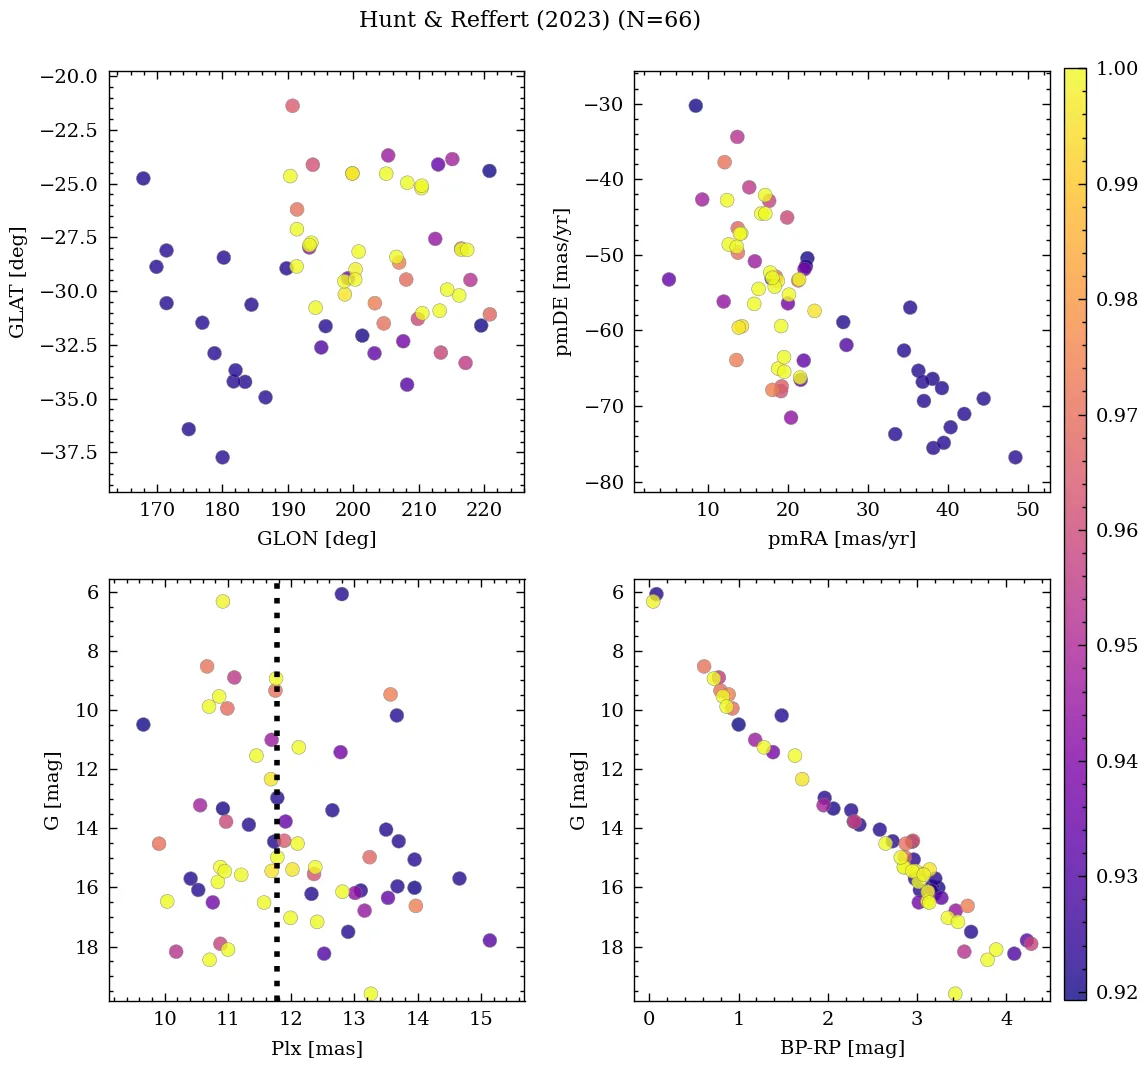 Hunt & Reffert (2023) (N=66)
−20.0
−22.5
−25.0
−27.5
−30.0
−32.5
−35.0
−37.5
GLAT [deg]
170 180 190 200 210 220
GLON [deg]
−30
−40
−50
−60
−70
−80
pmDE [mas/yr]
10 20 30 40 50
pmRA [mas/yr]
6
8
10
12
14
16
18
G [mag]
10 11 12 13 14 15
Plx [mas]
6
8
10
12
14
16
18
G [mag]
0 1 2 3 4
BP-RP [mag]
1.00
0.99
0.98
0.97
0.96
0.95
0.94
0.93
0.92